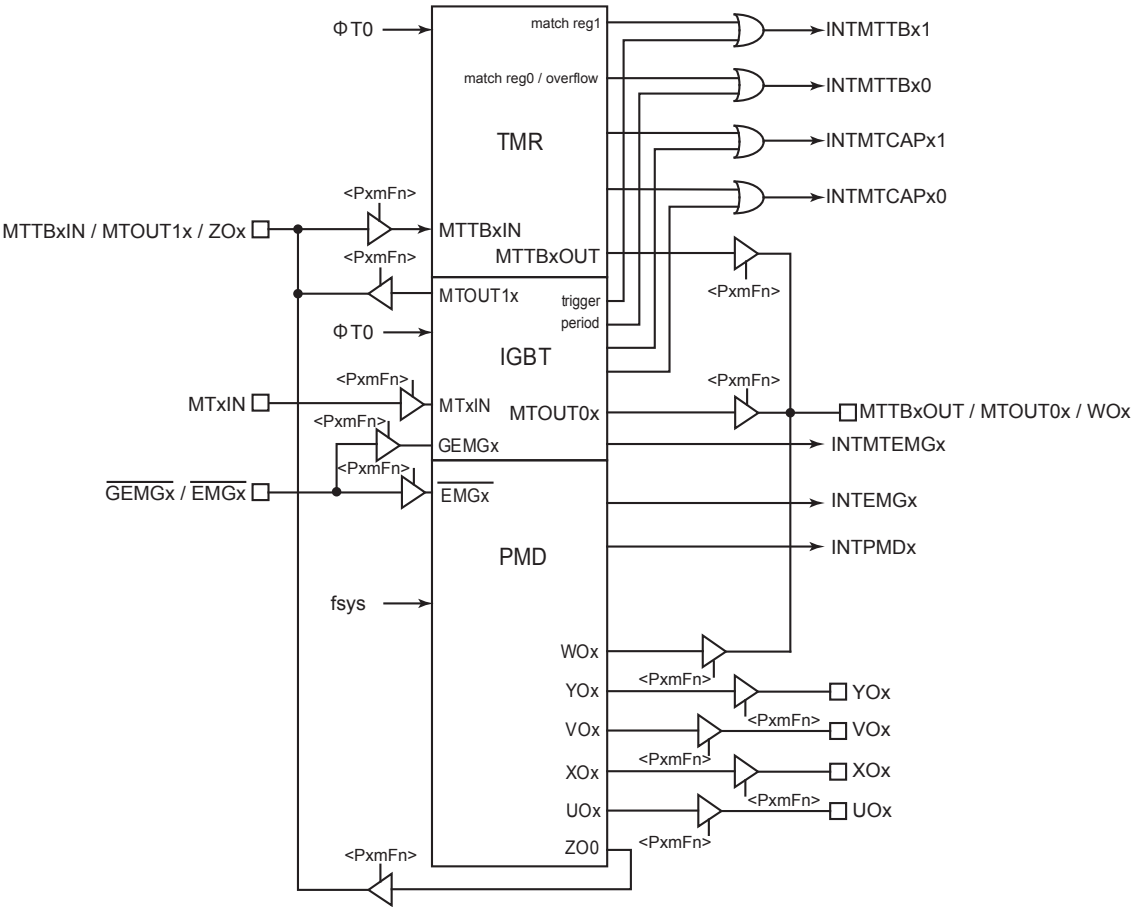 ΦT0
match reg1
INTMTTBx1
match reg0 / overflow
INTMTTBx0
TMR
INTMTCAPx1
<PxmFn>
INTMTCAPx0
MTTBxIN / MTOUT1x / ZOx
MTTBxIN
MTTBxOUT
<PxmFn>
<PxmFn>
MTOUT1x
trigger
period
ΦT0
IGBT
<PxmFn>
<PxmFn>
MTxIN
MTxIN
MTOUT0x
MTTBxOUT / MTOUT0x / WOx
<PxmFn>
GEMGx
INTMTEMGx
<PxmFn>
GEMGx / EMGx
EMGx
INTEMGx
PMD
INTPMDx
fsys
WOx
<PxmFn>
YOx
YOx
<PxmFn>
VOx
VOx
<PxmFn>
XOx
XOx
<PxmFn>
UOx
UOx
<PxmFn>
ZO0
<PxmFn>